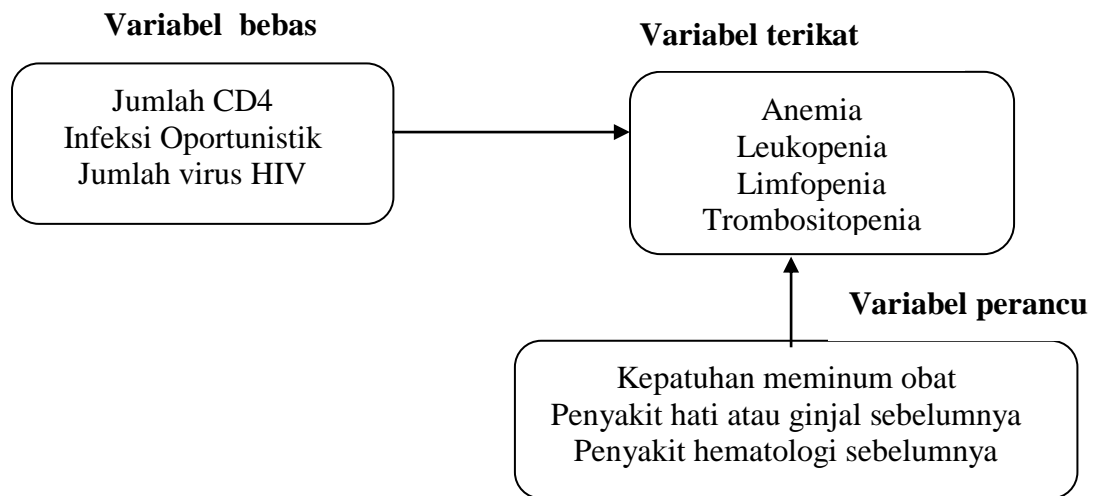 Variabel bebas
Jumlah CD4
Infeksi Oportunistik
Jumlah virus HIV
Variabel terikat
Anemia
Leukopenia
Limfopenia
Trombositopenia
Variabel perancu
Kepatuhan meminum obat
Penyakit hati atau ginjal sebelumnya
Penyakit hematologi sebelumnya